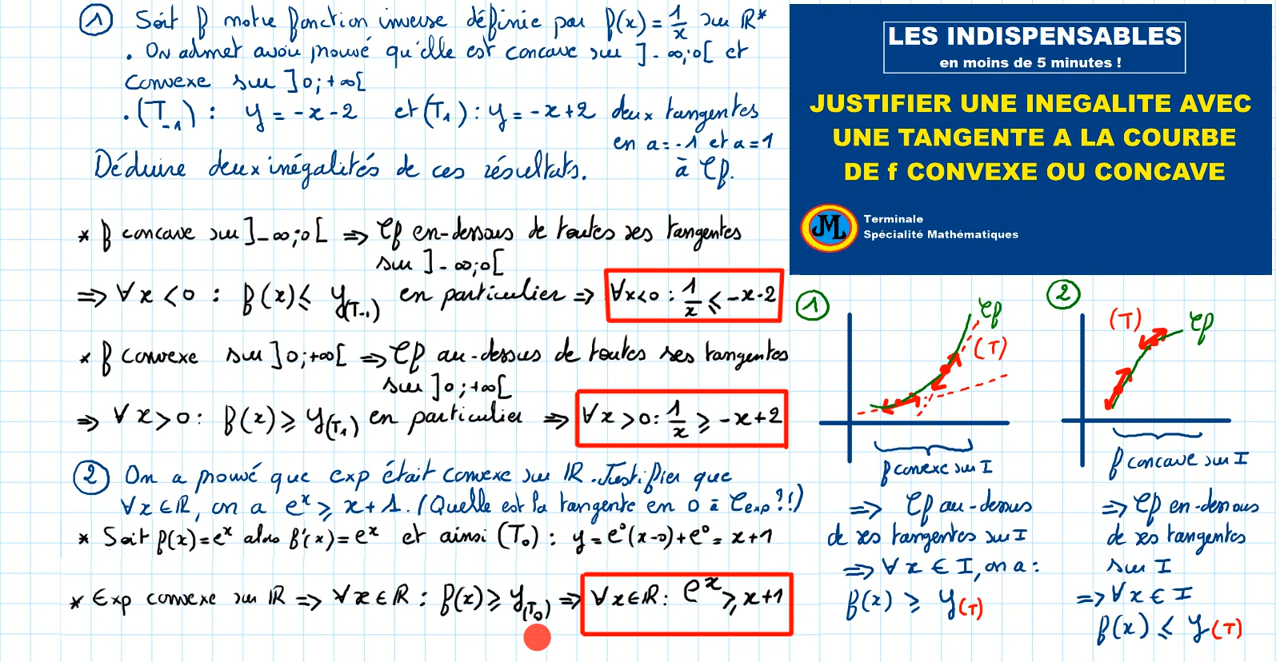 ① Soit f notre fonction inverse définie par f(x) = 1/x sur ℝ*
. On admet avoir prouvé qu'elle est concave sur ]-∞;0[ et
convexe sur ]0;+∞[
. (T₋₁) : y = -x-2 et (T₁) : y = -x+2 deux tangentes
en a=-1 et a=1
Déduire deux inégalités de ces résultats. à Cf.
* f concave sur ]-∞;0[ ⇒ Cf en-dessous de toutes ses tangentes
sur ]-∞;0[
⇒ ∀x<0 : f(x) ≤ y(T₋₁) en particulier ⇒ ∀x<0 : 1/x ≤ -x-2
* f convexe sur ]0;+∞[ ⇒ Cf au-dessus de toutes ses tangentes
sur ]0;+∞[
⇒ ∀x>0 : f(x) ≥ y(T₁) en particulier ⇒ ∀x>0 : 1/x ≥ -x+2
② On a prouvé que exp était convexe sur ℝ. Justifier que
∀x∈ℝ, on a eˣ ≥ x+1. (Quelle est la tangente en 0 à Cexp?!)
* Soit f(x)=eˣ alors f'(x)=eˣ et ainsi (T₀) : y=e⁰(x-0)+e⁰=x+1
* Exp convexe sur ℝ ⇒ ∀x∈ℝ : f(x) ≥ y(T₀) ⇒ ∀x∈ℝ : eˣ ≥ x+1
LES INDISPENSABLES
en moins de 5 minutes !
JUSTIFIER UNE INEGALITE AVEC
UNE TANGENTE A LA COURBE
DE f CONVEXE OU CONCAVE
JML
Terminale
Spécialité Mathématiques
①
Cf
(T)
f convexe sur I
⇒ Cf au-dessus
de ses tangentes sur I
⇒ ∀x∈I, on a :
f(x) ≥ y(T)
②
(T)
Cf
f concave sur I
⇒ Cf en-dessous
de ses tangentes
sur I
⇒ ∀x∈I
f(x) ≤ y(T)